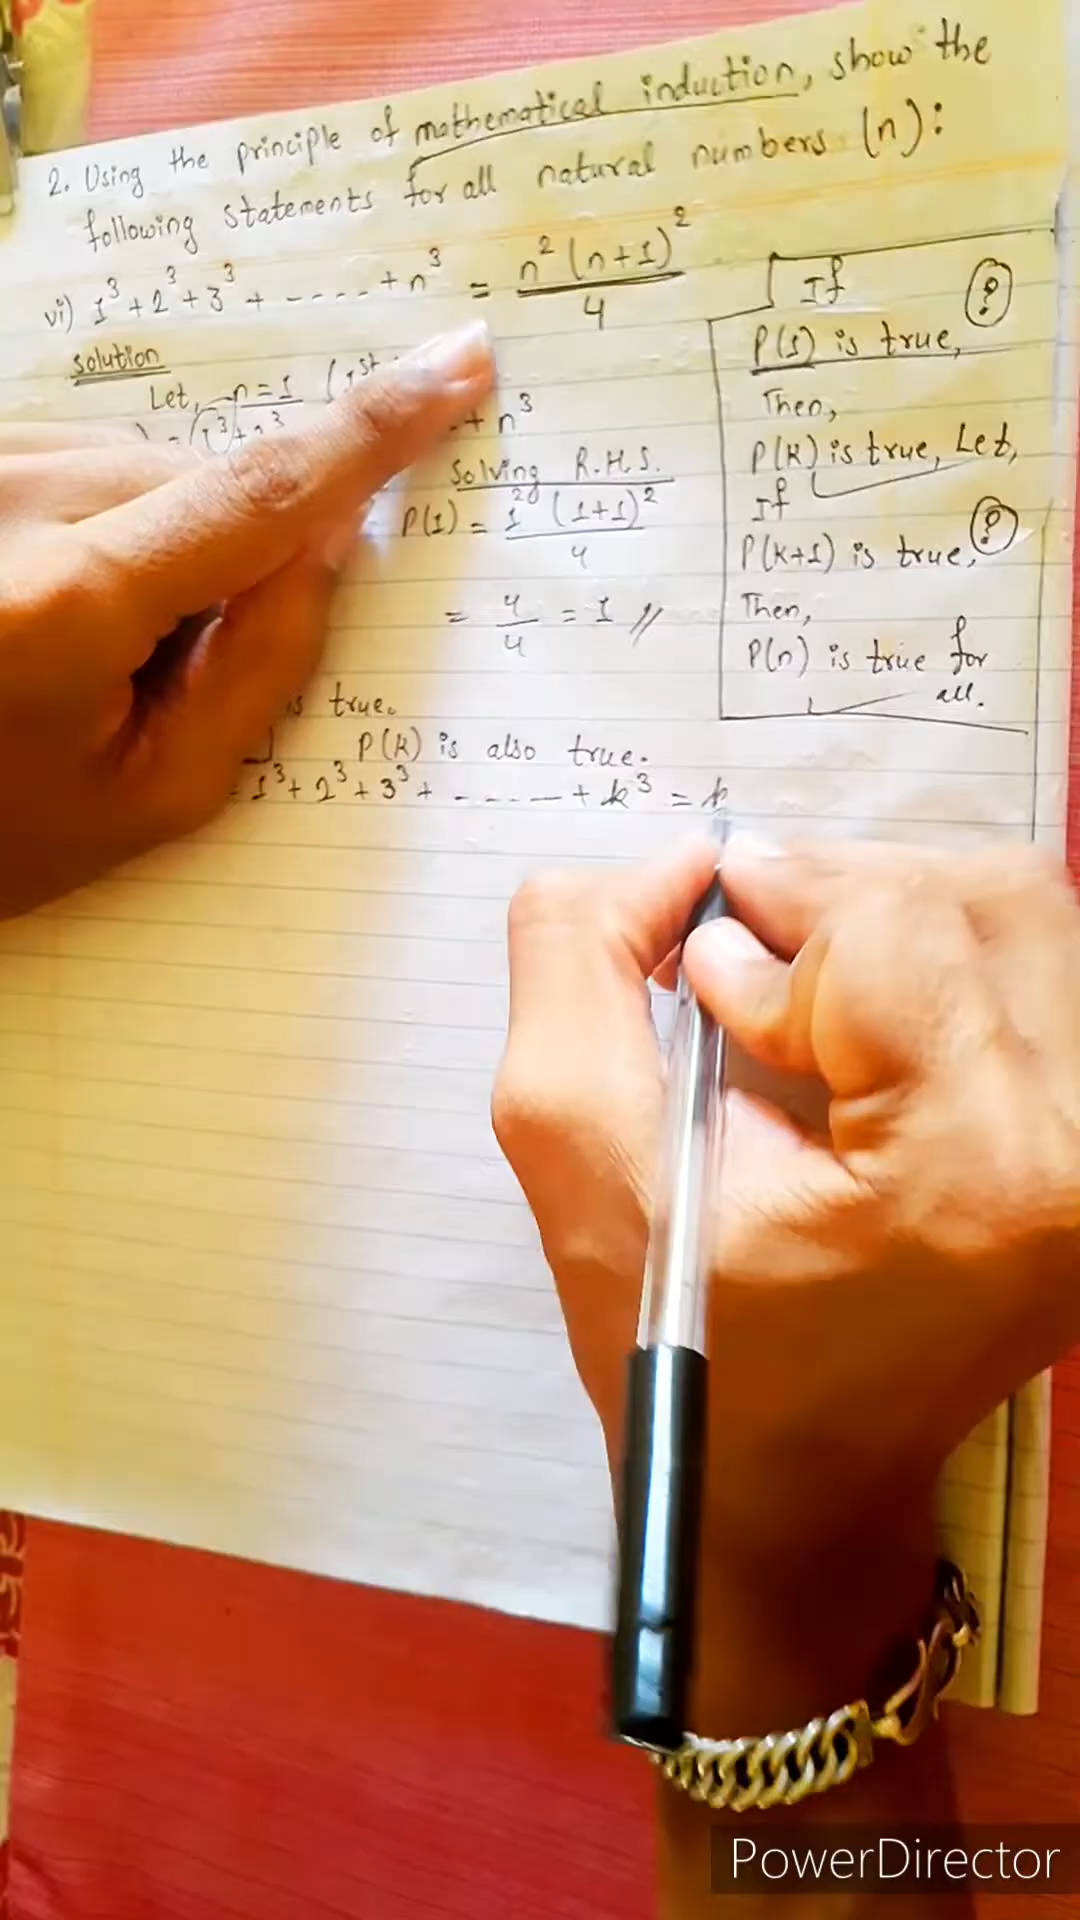 2. Using the principle of mathematical induction, show the
following statements for all natural numbers (n):
vi) 1³ + 2³ + 3³ + ----- + n³ = n²(n+1)²/4
solution
Let, n = 1 (1st
+ n³
Solving R.H.S.
P(1) = 1²(1+1)²/4
= 4/4 = 1 //
is true.
P(k) is also true.
= 1³ + 2³ + 3³ + ----- + k³ = k
If ?
P(1) is true,
Then,
P(k) is true, Let,
If
P(k+1) is true, ?
Then,
P(n) is true for
all.
PowerDirector